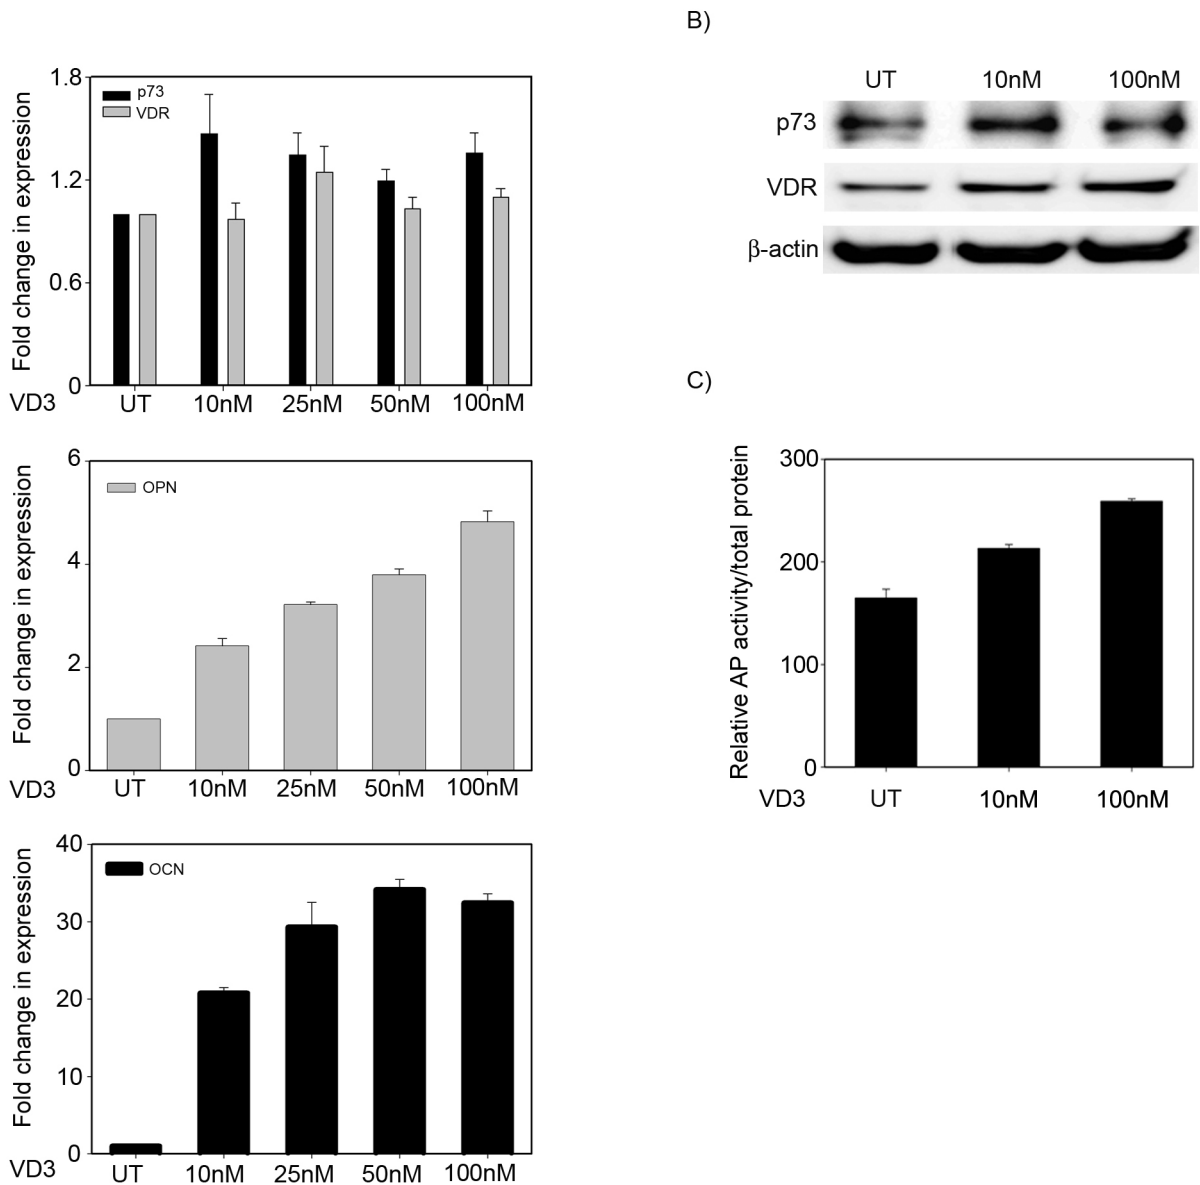 Fold change in expression
1.8
1.2
0.6
0
p73
VDR
VD3 UT 10nM 25nM 50nM 100nM
Fold change in expression
6
4
2
0
OPN
VD3 UT 10nM 25nM 50nM 100nM
Fold change in expression
40
30
20
10
0
OCN
VD3 UT 10nM 25nM 50nM 100nM
B)
UT 10nM 100nM
p73
VDR
β-actin
C)
Relative AP activity/total protein
300
200
100
0
VD3 UT 10nM 100nM